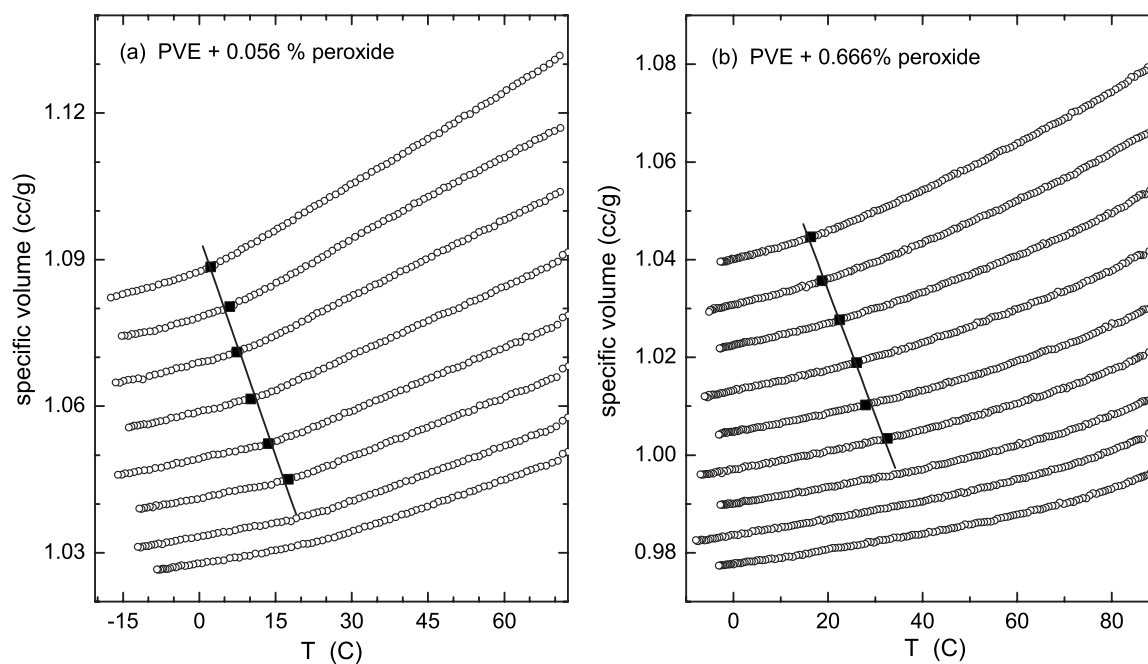 (a) PVE + 0.056 % peroxide
specific volume (cc/g)
1.12
1.09
1.06
1.03
-15 0 15 30 45 60
T (C)
(b) PVE + 0.666% peroxide
specific volume (cc/g)
1.08
1.06
1.04
1.02
1.00
0.98
0 20 40 60 80
T (C)